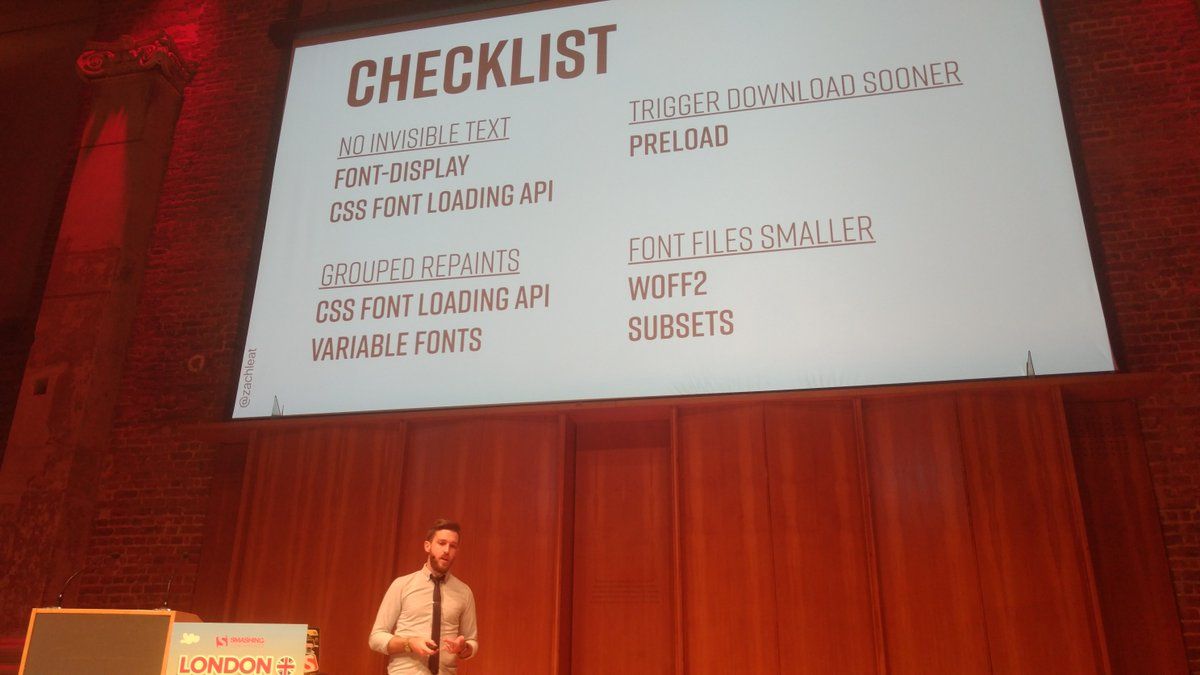 CHECKLIST
NO INVISIBLE TEXT
FONT-DISPLAY
CSS FONT LOADING API
GROUPED REPAINTS
CSS FONT LOADING API
VARIABLE FONTS
TRIGGER DOWNLOAD SOONER
PRELOAD
FONT FILES SMALLER
WOFF2
SUBSETS
@zachleat
SMASHING
LONDON